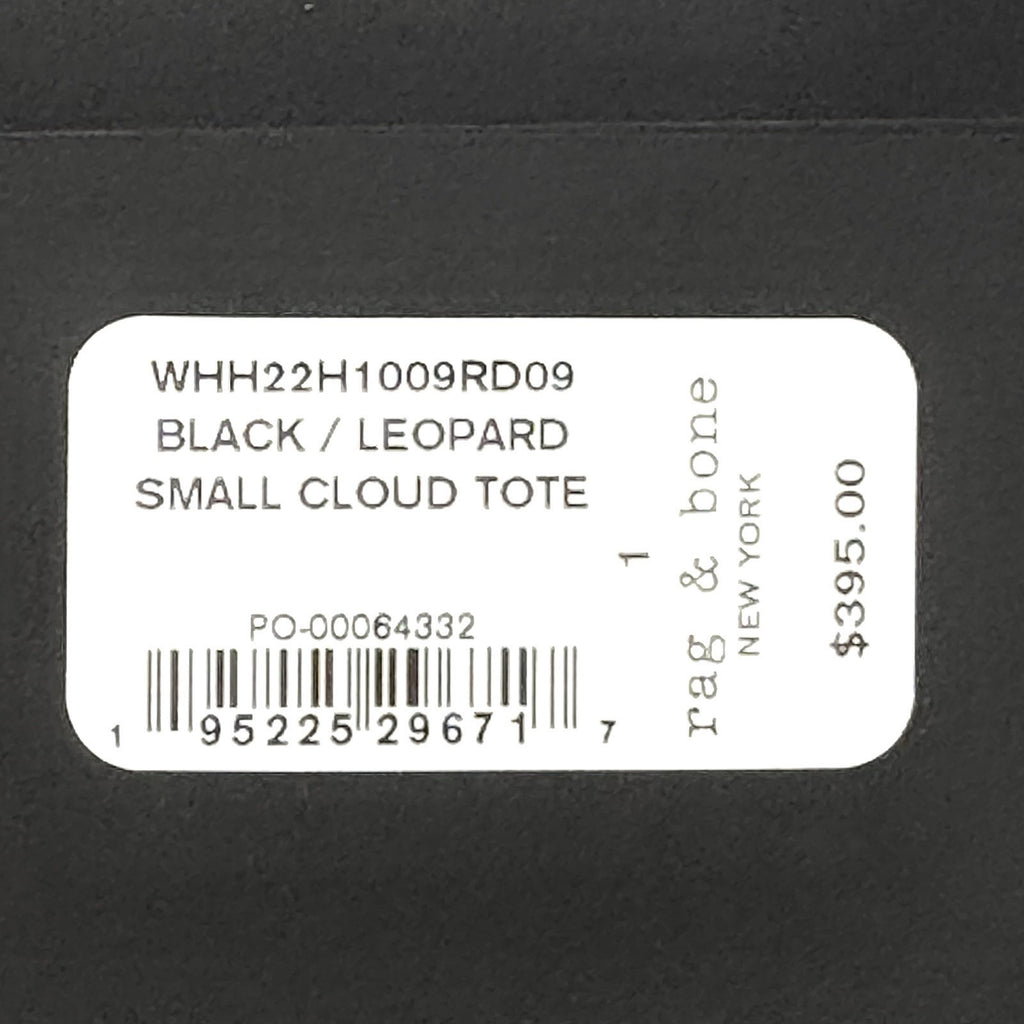 WHH22H1009RD09
BLACK / LEOPARD
SMALL CLOUD TOTE
PO-00064332
1 95225 29671 7
1
rag & bone
NEW YORK
$395.00